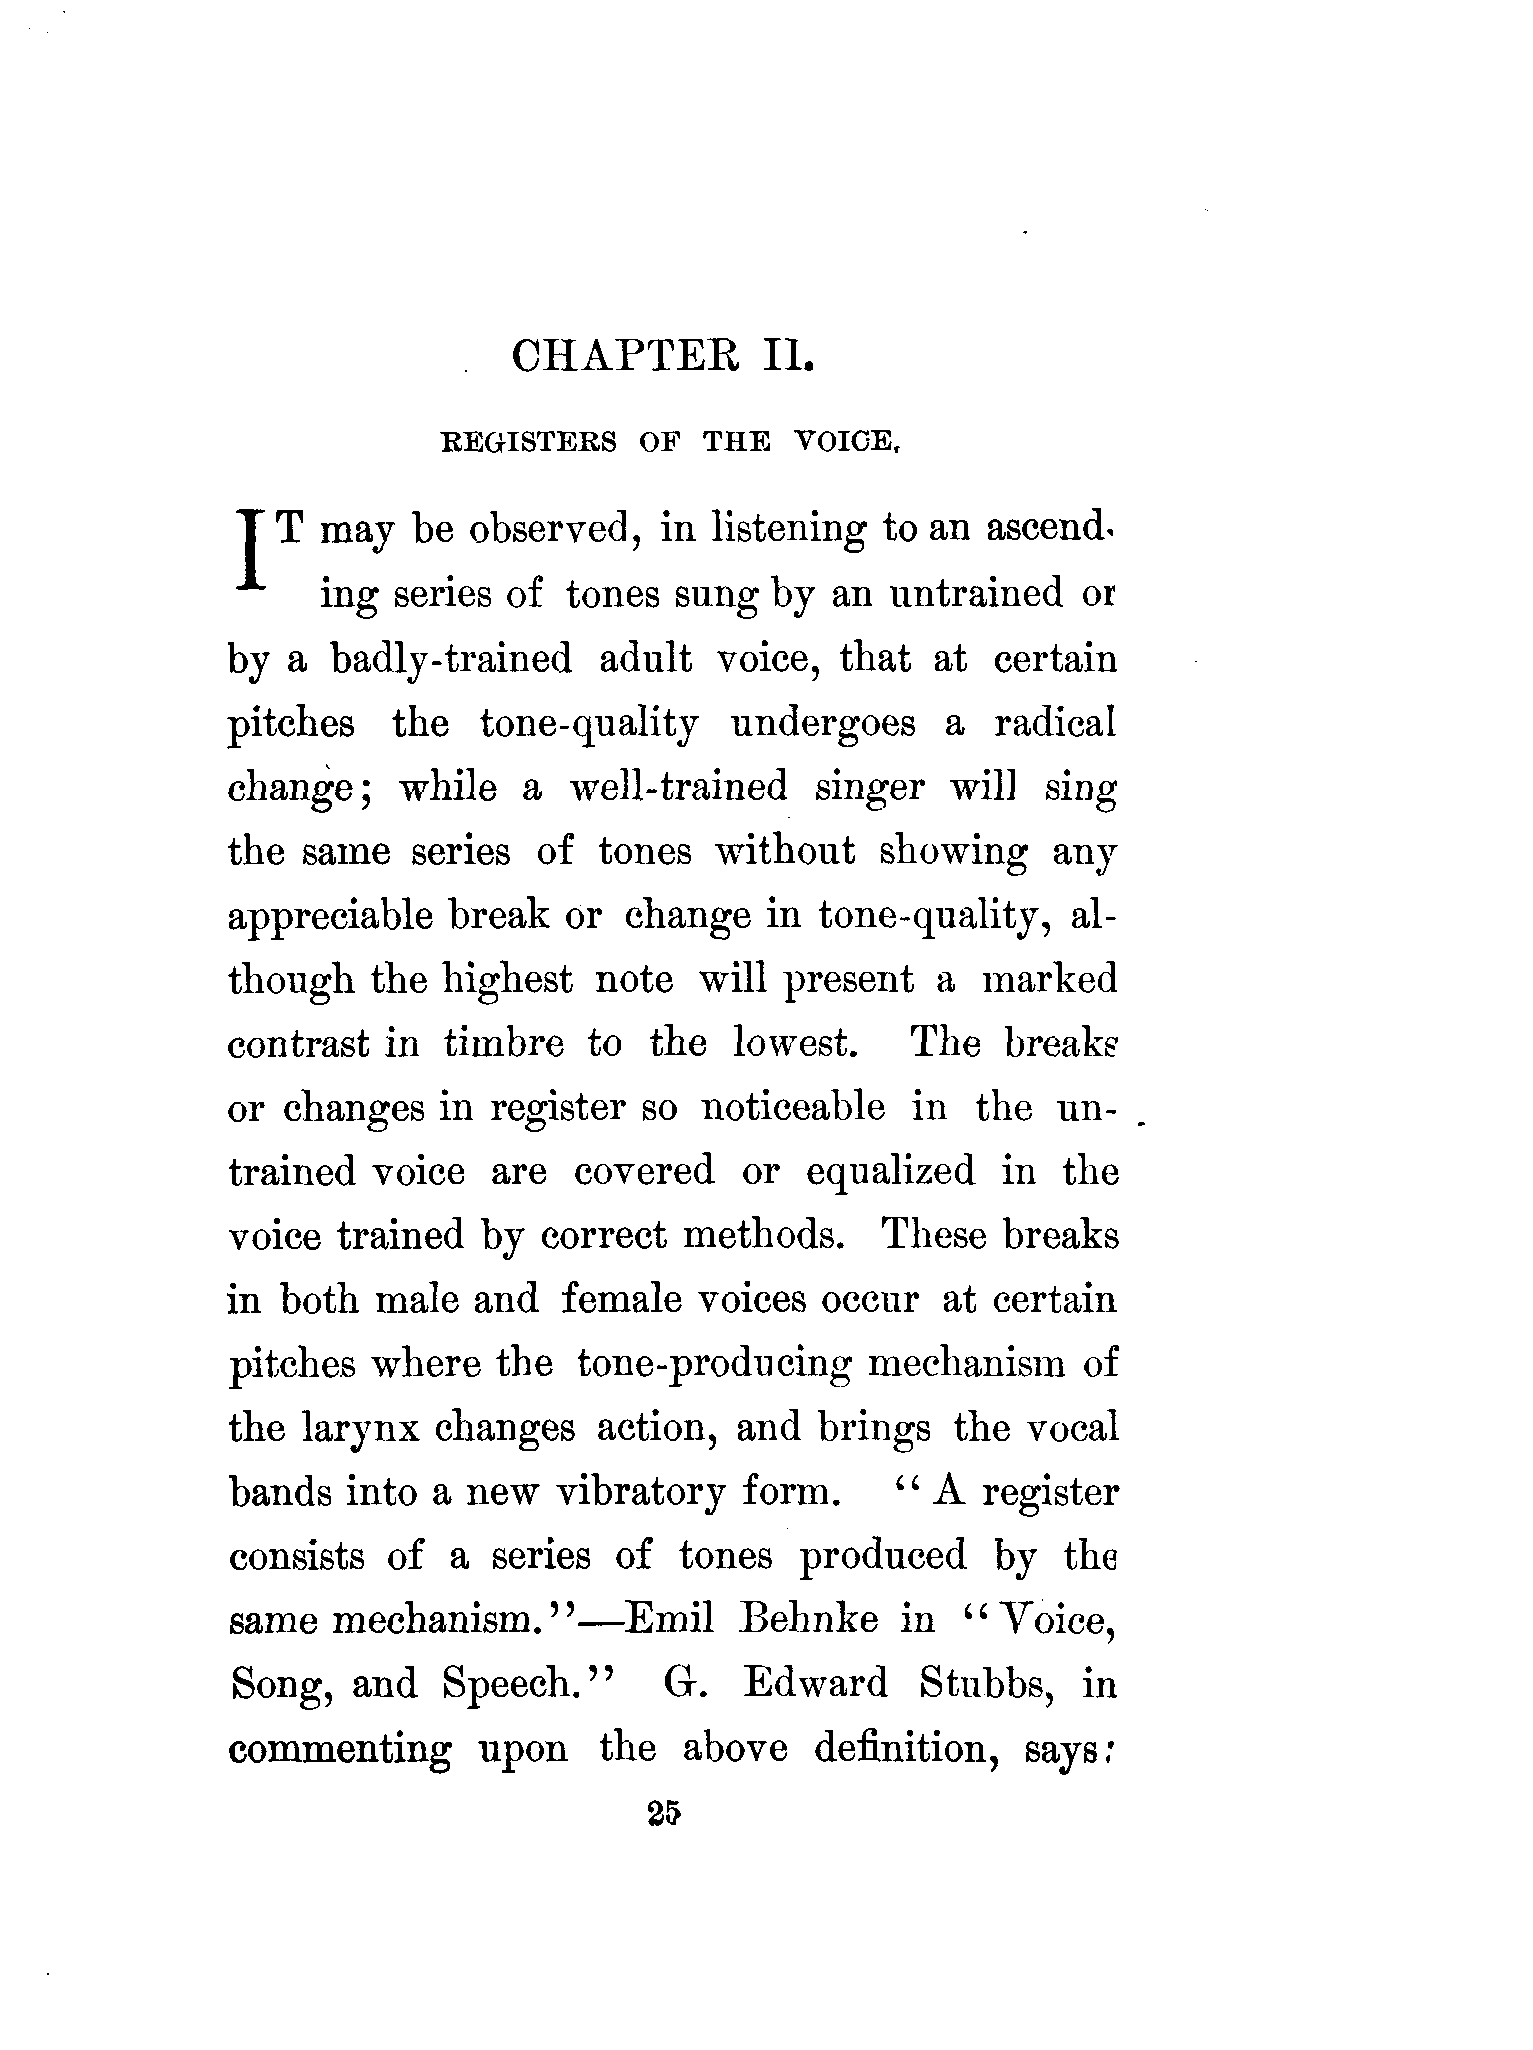 CHAPTER II.
REGISTERS OF THE VOICE.
IT may be observed, in listening to an ascend-
ing series of tones sung by an untrained or
by a badly-trained adult voice, that at certain
pitches the tone-quality undergoes a radical
change; while a well-trained singer will sing
the same series of tones without showing any
appreciable break or change in tone-quality, al-
though the highest note will present a marked
contrast in timbre to the lowest. The breaks
or changes in register so noticeable in the un-
trained voice are covered or equalized in the
voice trained by correct methods. These breaks
in both male and female voices occur at certain
pitches where the tone-producing mechanism of
the larynx changes action, and brings the vocal
bands into a new vibratory form. "A register
consists of a series of tones produced by the
same mechanism."—Emil Behnke in "Voice,
Song, and Speech." G. Edward Stubbs, in
commenting upon the above definition, says:
25